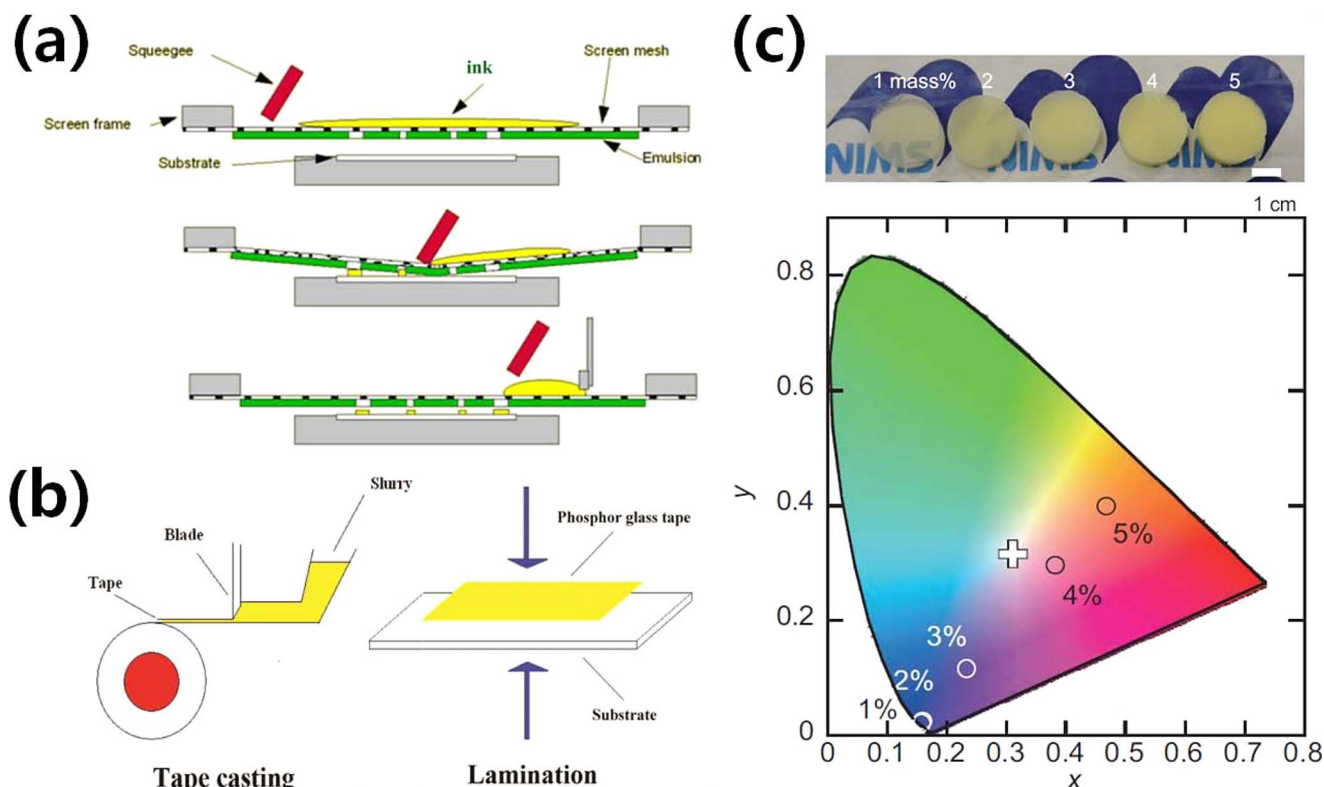 (a)
Squeegee
ink
Screen mesh
Screen frame
Substrate
Emulsion
(b)
Slurry
Blade
Tape
Tape casting
Phosphor glass tape
Substrate
Lamination
(c)
1 mass% 2 3 4 5
NIMS NIMS NIMS
1 cm
0.8
0.6
0.4
0.2
0
y
5%
4%
3%
2%
1%
0 0.1 0.2 0.3 0.4 0.5 0.6 0.7 0.8
x